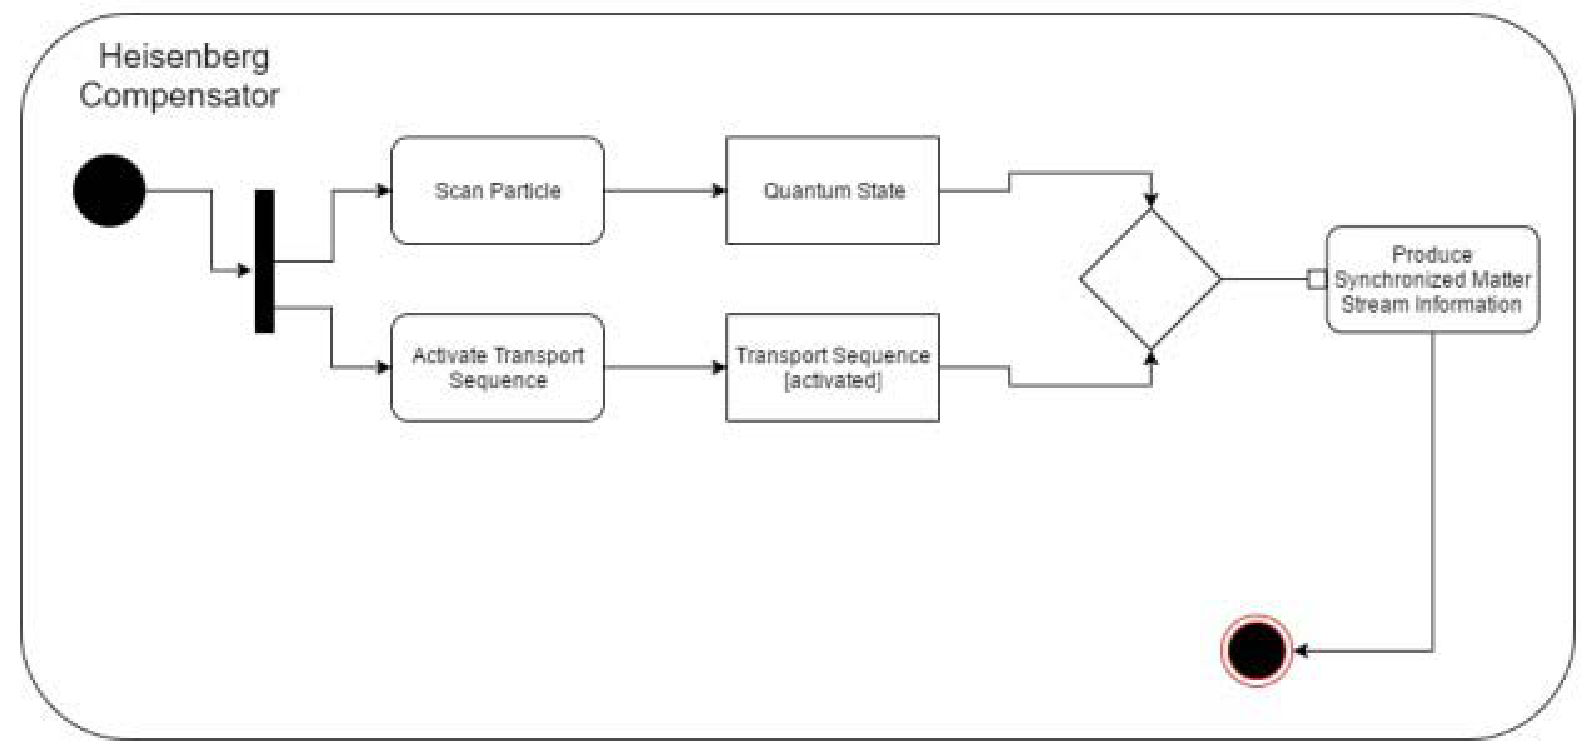 Heisenberg
Compensator
Scan Particle
Quantum State
Activate Transport
Sequence
Transport Sequence
[activated]
Produce
Synchronized Matter
Stream Information